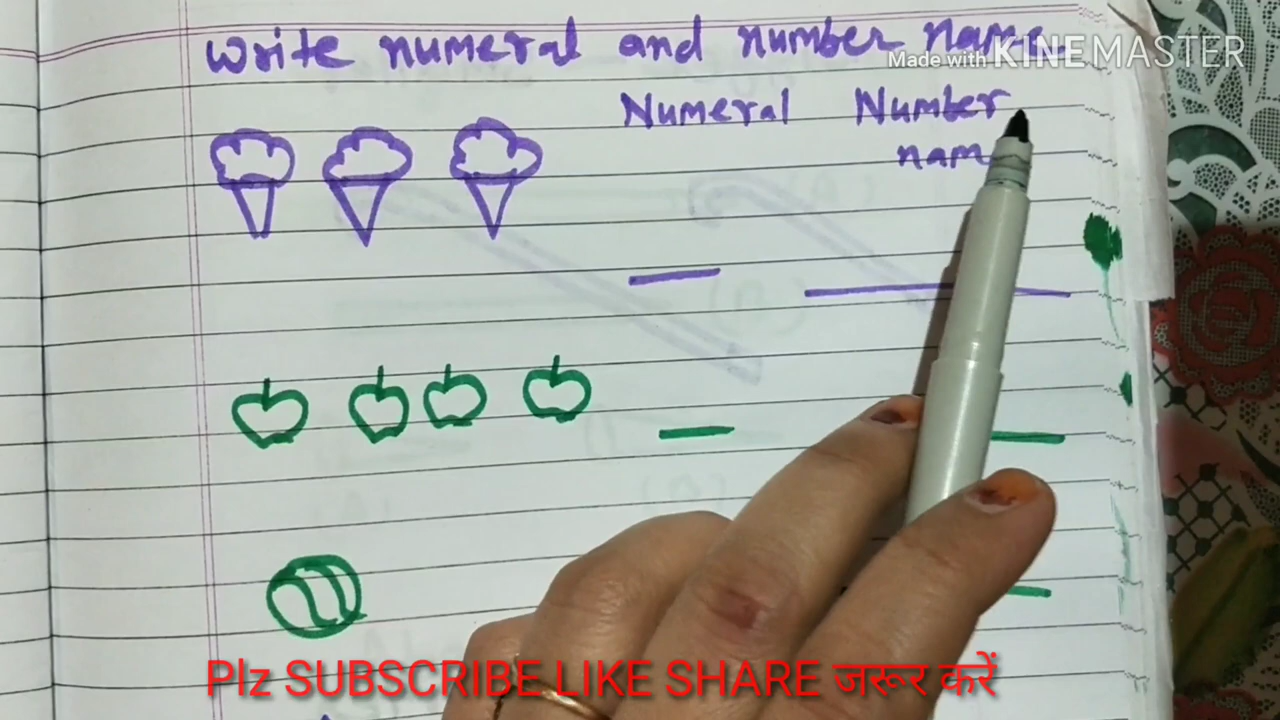 Write numeral and number name
Made with KINEMASTER
Numeral Number
nam
Plz SUBSCRIBE LIKE SHARE जरूर करें